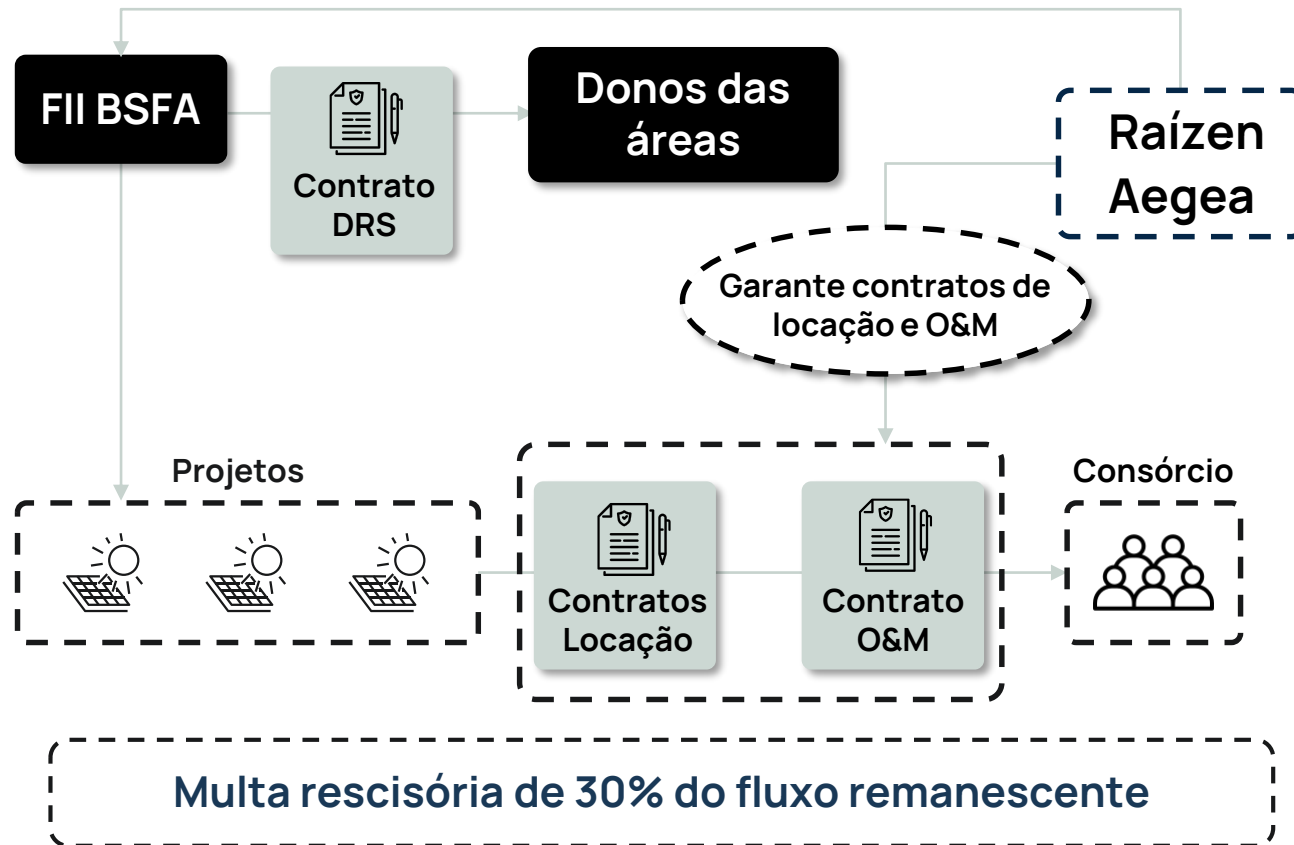 FII BSFA
Contrato
DRS
Donos das
áreas
Raízen
Aegea
Garante contratos de
locação e O&M
Projetos
Contratos
Locação
Contrato
O&M
Consórcio
Multa rescisória de 30% do fluxo remanescente